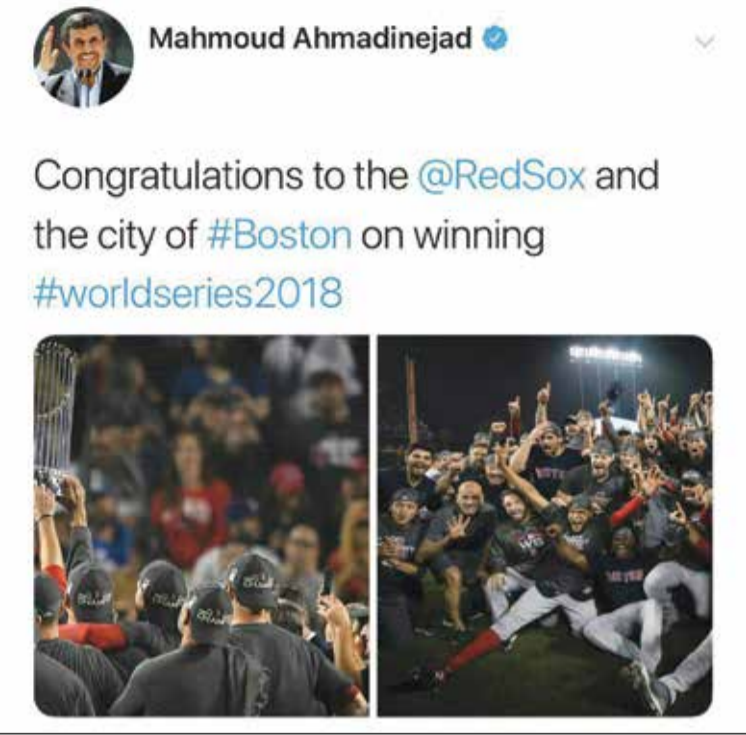 Mahmoud Ahmadinejad
Congratulations to the @RedSox and
the city of #Boston on winning
#worldseries2018